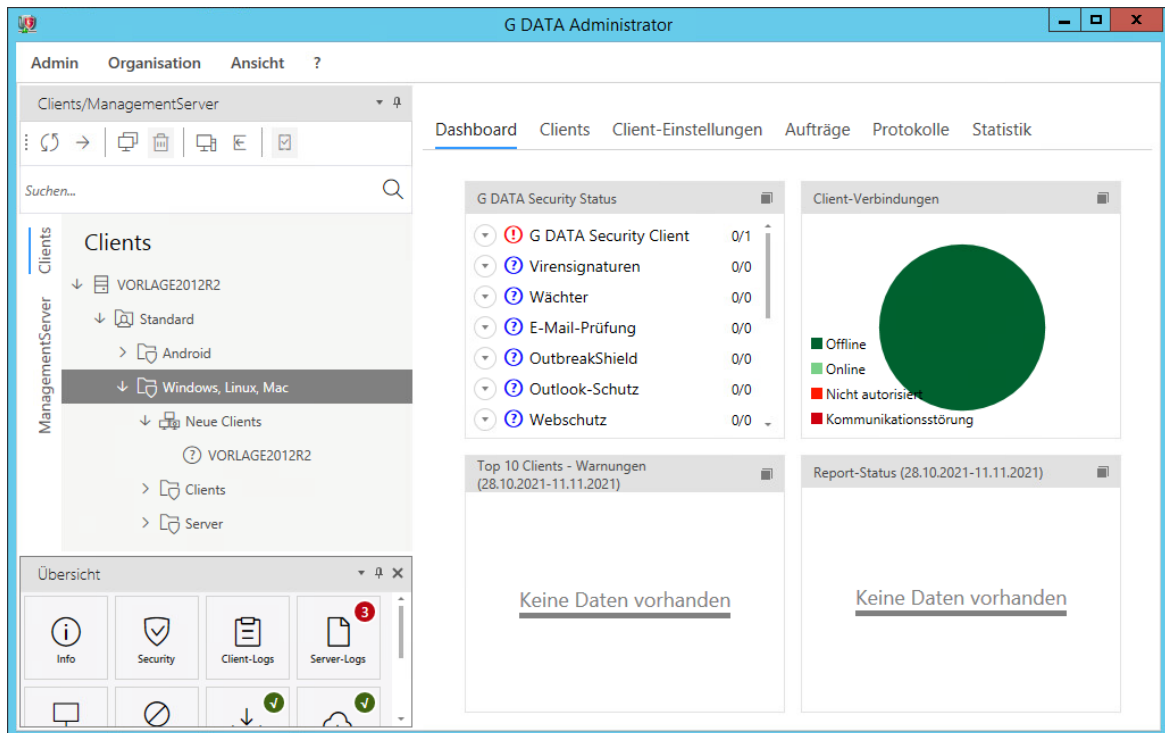 G DATA Administrator
Admin Organisation Ansicht ?
Clients/ManagementServer
Suchen...
Clients
ManagementServer
Clients
VORLAGE2012R2
Standard
Android
Windows, Linux, Mac
Neue Clients
VORLAGE2012R2
Clients
Server
Übersicht
3
Info Security Client-Logs Server-Logs
Dashboard Clients Client-Einstellungen Aufträge Protokolle Statistik
G DATA Security Status
G DATA Security Client 0/1
Virensignaturen 0/0
Wächter 0/0
E-Mail-Prüfung 0/0
OutbreakShield 0/0
Outlook-Schutz 0/0
Webschutz 0/0
Client-Verbindungen
Offline
Online
Nicht autorisiert
Kommunikationsstörung
Top 10 Clients - Warnungen
(28.10.2021-11.11.2021)
Keine Daten vorhanden
Report-Status (28.10.2021-11.11.2021)
Keine Daten vorhanden